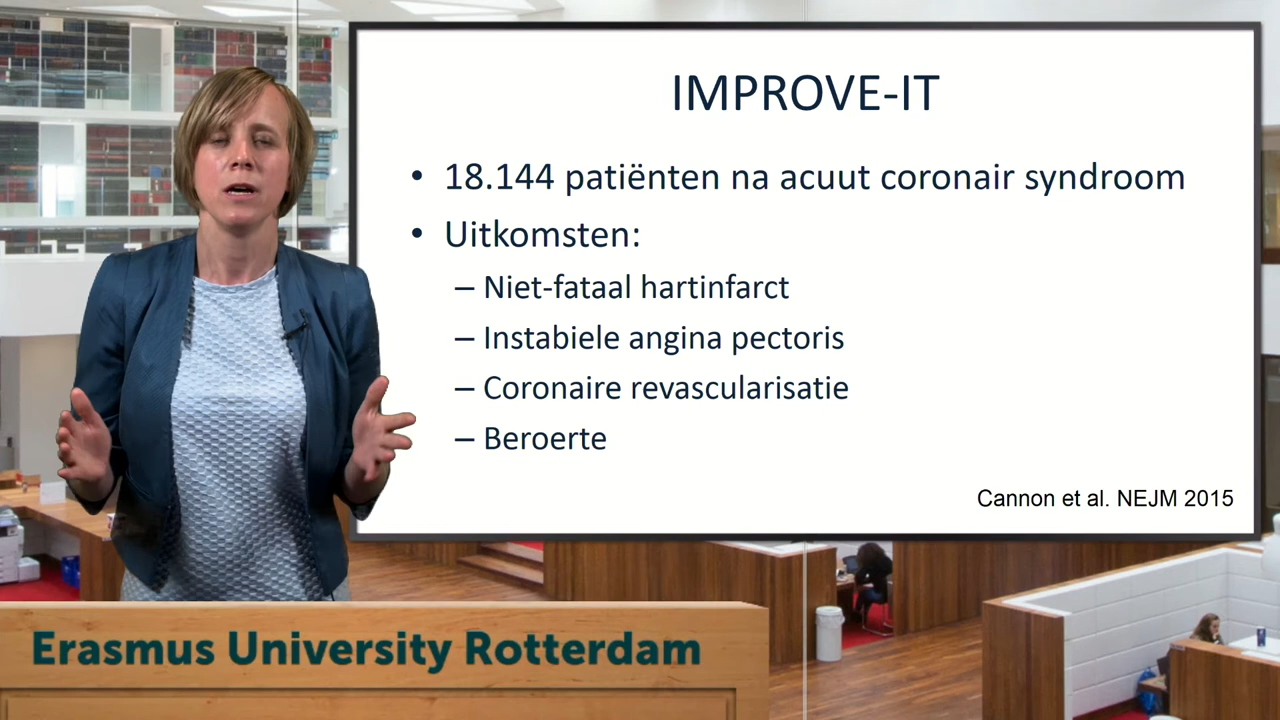 IMPROVE-IT
• 18.144 patiënten na acuut coronair syndroom
• Uitkomsten:
– Niet-fataal hartinfarct
– Instabiele angina pectoris
– Coronaire revascularisatie
– Beroerte
Cannon et al. NEJM 2015
Erasmus University Rotterdam